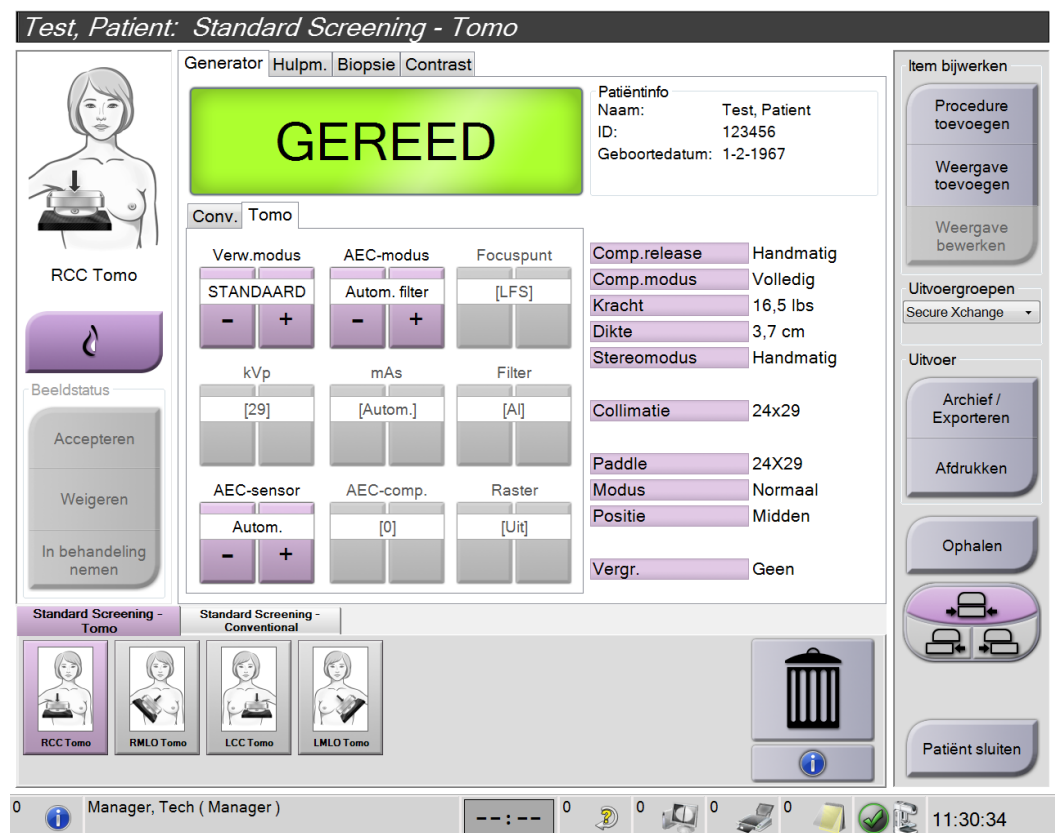 Test, Patient: Standard Screening - Tomo
RCC Tomo
Beeldstatus
Accepteren
Weigeren
In behandeling
nemen
Generator Hulpm. Biopsie Contrast
GEREED
Patiëntinfo
Naam: Test, Patient
ID: 123456
Geboortedatum: 1-2-1967
Conv. Tomo
Verw.modus AEC-modus Focuspunt
STANDAARD Autom. filter [LFS]
- + - +
kVp mAs Filter
[29] [Autom.] [Al]
AEC-sensor AEC-comp. Raster
Autom. [0] [Uit]
- +
Comp.release Handmatig
Comp.modus Volledig
Kracht 16,5 lbs
Dikte 3,7 cm
Stereomodus Handmatig
Collimatie 24x29
Paddle 24X29
Modus Normaal
Positie Midden
Vergr. Geen
Item bijwerken
Procedure
toevoegen
Weergave
toevoegen
Weergave
bewerken
Uitvoergroepen
Secure Xchange
Uitvoer
Archief /
Exporteren
Afdrukken
Ophalen
Patiënt sluiten
Standard Screening -
Tomo
Standard Screening -
Conventional
RCC Tomo RMLO Tomo LCC Tomo LMLO Tomo
0 Manager, Tech ( Manager ) --:-- 0 0 0 0 11:30:34